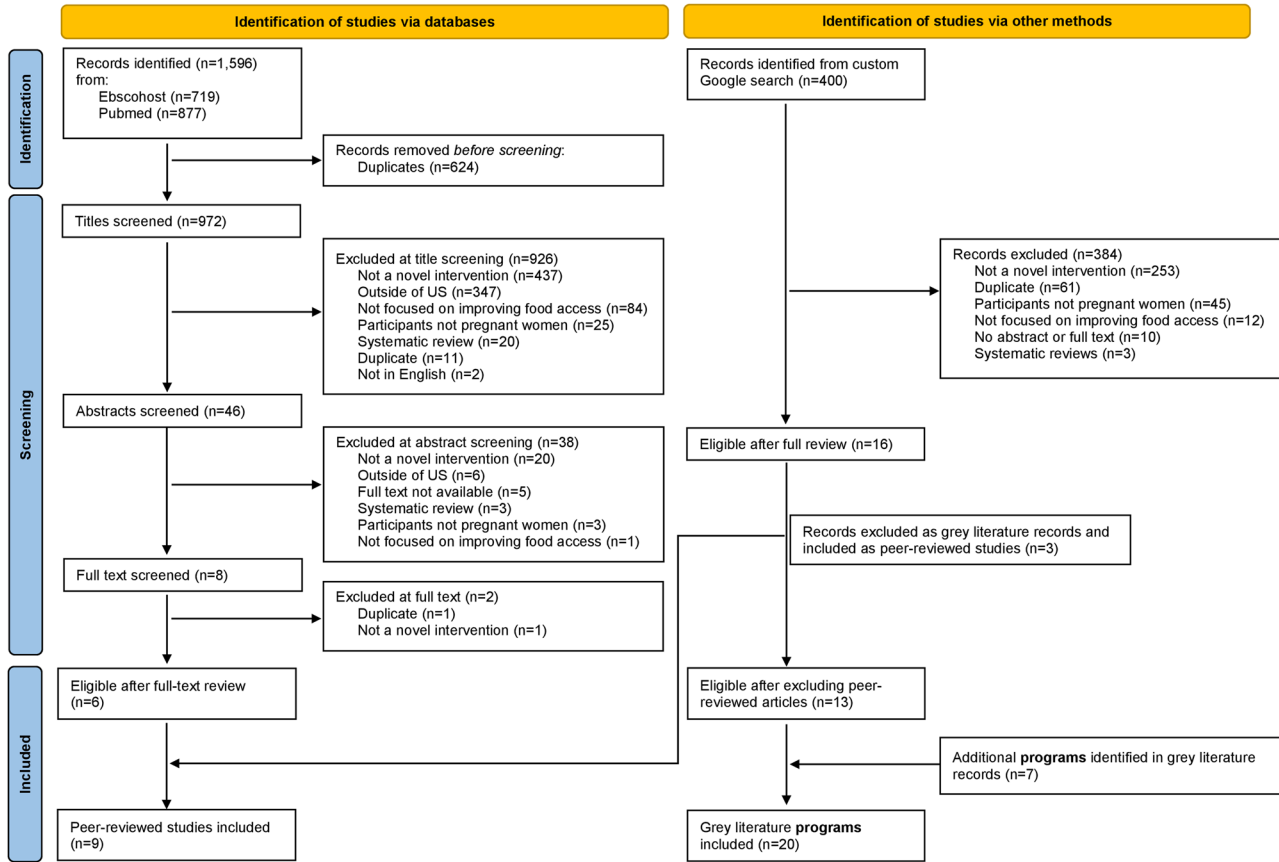 Identification of studies via databases
Identification of studies via other methods
Identification
Records identified (n=1,596)
from:
Ebscohost (n=719)
Pubmed (n=877)
Records identified from custom
Google search (n=400)
Records removed before screening:
Duplicates (n=624)
Screening
Titles screened (n=972)
Excluded at title screening (n=926)
Not a novel intervention (n=437)
Outside of US (n=347)
Not focused on improving food access (n=84)
Participants not pregnant women (n=25)
Systematic review (n=20)
Duplicate (n=11)
Not in English (n=2)
Records excluded (n=384)
Not a novel intervention (n=253)
Duplicate (n=61)
Participants not pregnant women (n=45)
Not focused on improving food access (n=12)
No abstract or full text (n=10)
Systematic reviews (n=3)
Abstracts screened (n=46)
Excluded at abstract screening (n=38)
Not a novel intervention (n=20)
Outside of US (n=6)
Full text not available (n=5)
Systematic review (n=3)
Participants not pregnant women (n=3)
Not focused on improving food access (n=1)
Eligible after full review (n=16)
Records excluded as grey literature records and
included as peer-reviewed studies (n=3)
Full text screened (n=8)
Excluded at full text (n=2)
Duplicate (n=1)
Not a novel intervention (n=1)
Included
Eligible after full-text review
(n=6)
Eligible after excluding peer-
reviewed articles (n=13)
Additional programs identified in grey literature
records (n=7)
Peer-reviewed studies included
(n=9)
Grey literature programs
included (n=20)